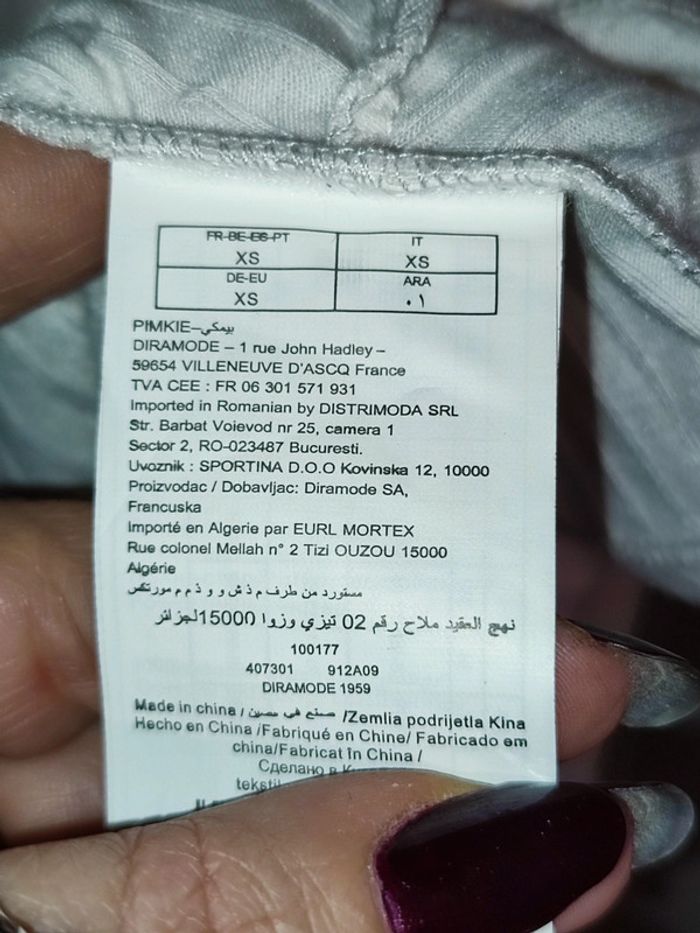 FR-BE-ES-PT IT
XS XS
DE-EU ARA
XS ٠١
PIMKIE–بيمكي
DIRAMODE – 1 rue John Hadley –
59654 VILLENEUVE D'ASCQ France
TVA CEE : FR 06 301 571 931
Imported in Romanian by DISTRIMODA SRL
Str. Barbat Voievod nr 25, camera 1
Sector 2, RO-023487 Bucuresti.
Uvoznik : SPORTINA D.O.O Kovinska 12, 10000
Proizvodac / Dobavljac: Diramode SA,
Francuska
Importé en Algerie par EURL MORTEX
Rue colonel Mellah n° 2 Tizi OUZOU 15000
Algérie
مستورد من طرف م ذ ش و و ذ م م مورتكس
نهج العقيد ملاح رقم 02 تيزي وزوا 15000لجزائر
100177
407301 912A09
DIRAMODE 1959
Made in china / صنع في صصين /Zemlia podrijetla Kina
Hecho en China /Fabriqué en Chine/ Fabricado em
china/Fabricat în China /
Сделано в